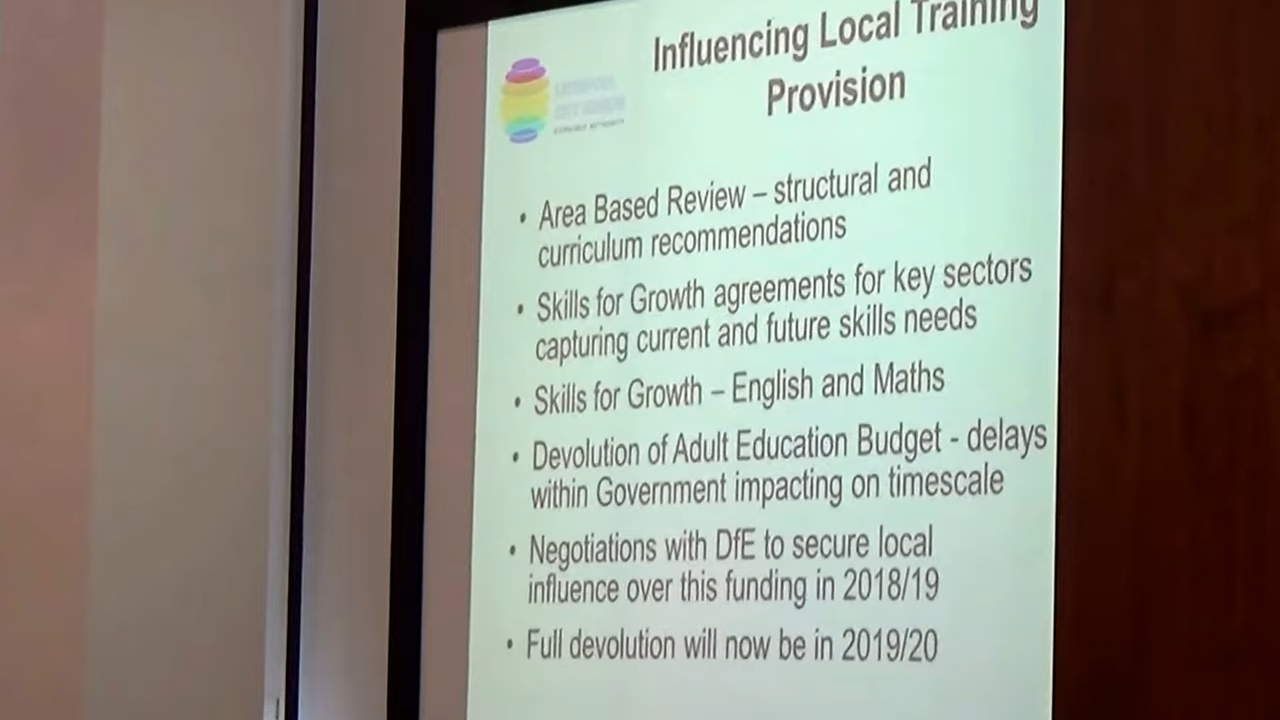 Influencing Local Training
Provision
• Area Based Review – structural and
curriculum recommendations
• Skills for Growth agreements for key sectors
capturing current and future skills needs
• Skills for Growth – English and Maths
• Devolution of Adult Education Budget - delays
within Government impacting on timescale
• Negotiations with DfE to secure local
influence over this funding in 2018/19
• Full devolution will now be in 2019/20